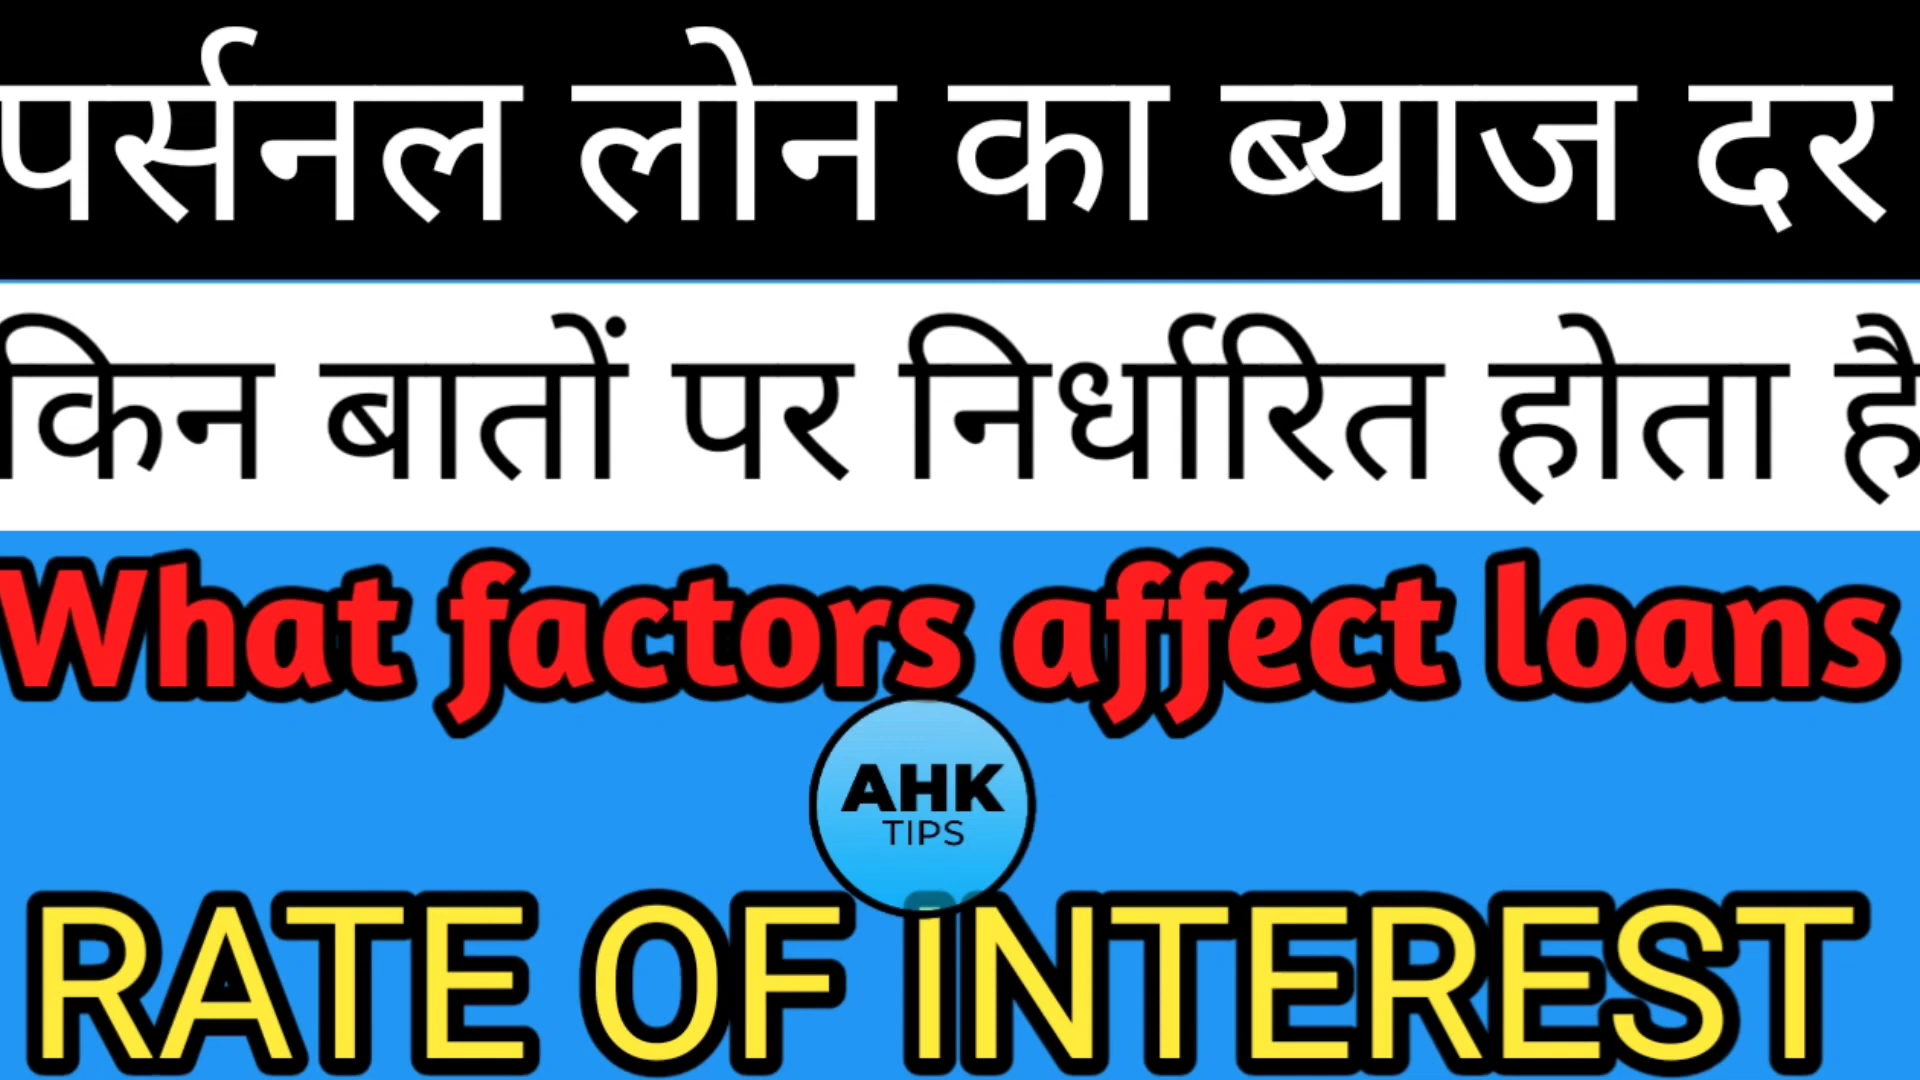 पर्सनल लोन का ब्याज दर
किन बातों पर निर्धारित होता है
What factors affect loans
AHK
TIPS
RATE OF INTEREST